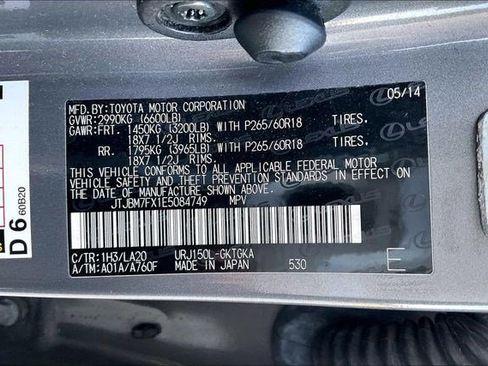 MFD.BY:TOYOTA MOTOR CORPORATION 05/14
GVWR:2990KG (6600LB)
GAWR:FRT. 1450KG (3200LB) WITH P265/60R18 TIRES.
18X7 1/2J RIMS.
RR. 1795KG (3965LB) WITH P265/60R18 TIRES.
18X7 1/2J RIMS.
THIS VEHICLE CONFORMS TO ALL APPLICABLE FEDERAL MOTOR
VEHICLE SAFETY AND BUMPER STANDARDS IN EFFECT ON
THE DATE OF MANUFACTURE SHOWN ABOVE.
JTJBM7FX1E5084749 MPV
C/TR:1H3/LA20 URJ150L-GKTGKA
A/TM:A01A/A760F MADE IN JAPAN 530 E
D 6 60B20
LEXUS